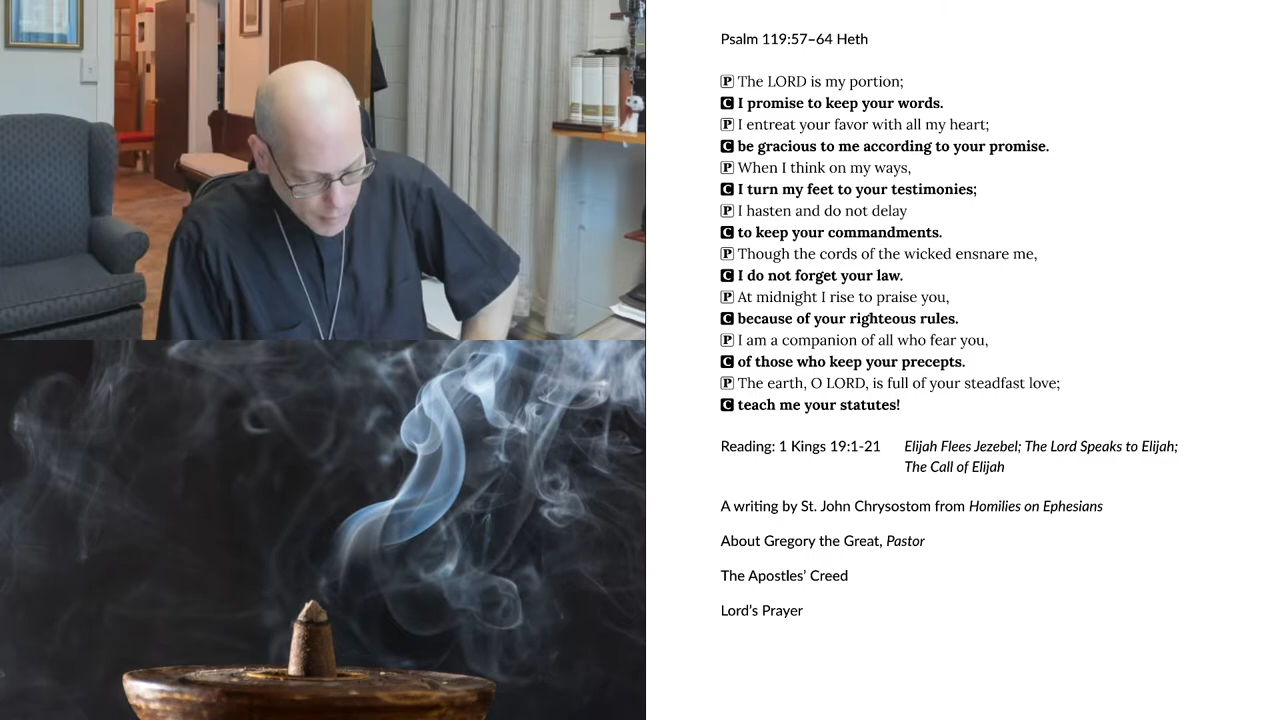 Psalm 119:57–64 Heth
P The LORD is my portion;
C I promise to keep your words.
P I entreat your favor with all my heart;
C be gracious to me according to your promise.
P When I think on my ways,
C I turn my feet to your testimonies;
P I hasten and do not delay
C to keep your commandments.
P Though the cords of the wicked ensnare me,
C I do not forget your law.
P At midnight I rise to praise you,
C because of your righteous rules.
P I am a companion of all who fear you,
C of those who keep your precepts.
P The earth, O LORD, is full of your steadfast love;
C teach me your statutes!
Reading: 1 Kings 19:1-21 Elijah Flees Jezebel; The Lord Speaks to Elijah;
The Call of Elijah
A writing by St. John Chrysostom from Homilies on Ephesians
About Gregory the Great, Pastor
The Apostles’ Creed
Lord’s Prayer